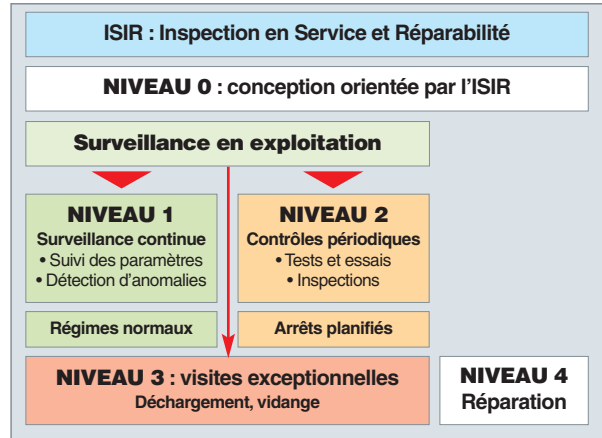 ISIR : Inspection en Service et Réparabilité
NIVEAU 0 : conception orientée par l'ISIR
Surveillance en exploitation
NIVEAU 1
Surveillance continue
• Suivi des paramètres
• Détection d'anomalies
NIVEAU 2
Contrôles périodiques
• Tests et essais
• Inspections
Régimes normaux
Arrêts planifiés
NIVEAU 3 : visites exceptionnelles
Déchargement, vidange
NIVEAU 4
Réparation